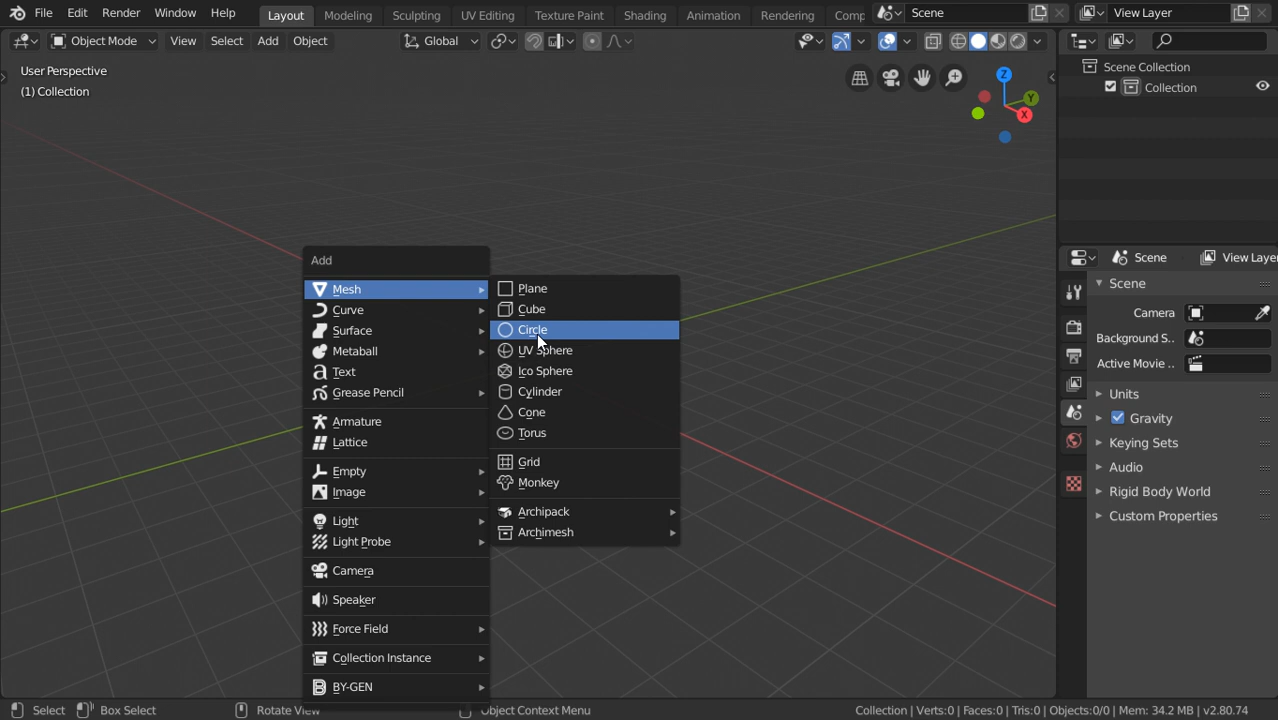 File Edit Render Window Help Layout Modeling Sculpting UV Editing Texture Paint Shading Animation Rendering Comp Scene View Layer
Object Mode View Select Add Object Global
User Perspective
(1) Collection
Scene Collection
Collection
Z
Y
X
Add
Mesh
Curve
Surface
Metaball
Text
Grease Pencil
Armature
Lattice
Empty
Image
Light
Light Probe
Camera
Speaker
Force Field
Collection Instance
BY-GEN
Plane
Cube
Circle
UV Sphere
Ico Sphere
Cylinder
Cone
Torus
Grid
Monkey
Archipack
Archimesh
Scene View Layer
Scene
Camera
Background S..
Active Movie ..
Units
Gravity
Keying Sets
Audio
Rigid Body World
Custom Properties
Select Box Select Rotate View Object Context Menu Collection | Verts:0 | Faces:0 | Tris:0 | Objects:0/0 | Mem: 34.2 MB | v2.80.74